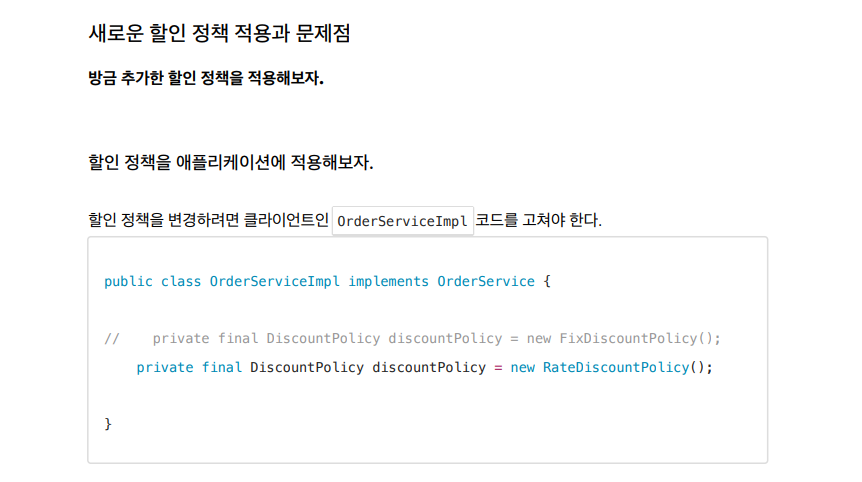 새로운 할인 정책 적용과 문제점
방금 추가한 할인 정책을 적용해보자.
할인 정책을 애플리케이션에 적용해보자.
할인 정책을 변경하려면 클라이언트인 OrderServiceImpl 코드를 고쳐야 한다.
public class OrderServiceImpl implements OrderService {
//    private final DiscountPolicy discountPolicy = new FixDiscountPolicy();
    private final DiscountPolicy discountPolicy = new RateDiscountPolicy();
}